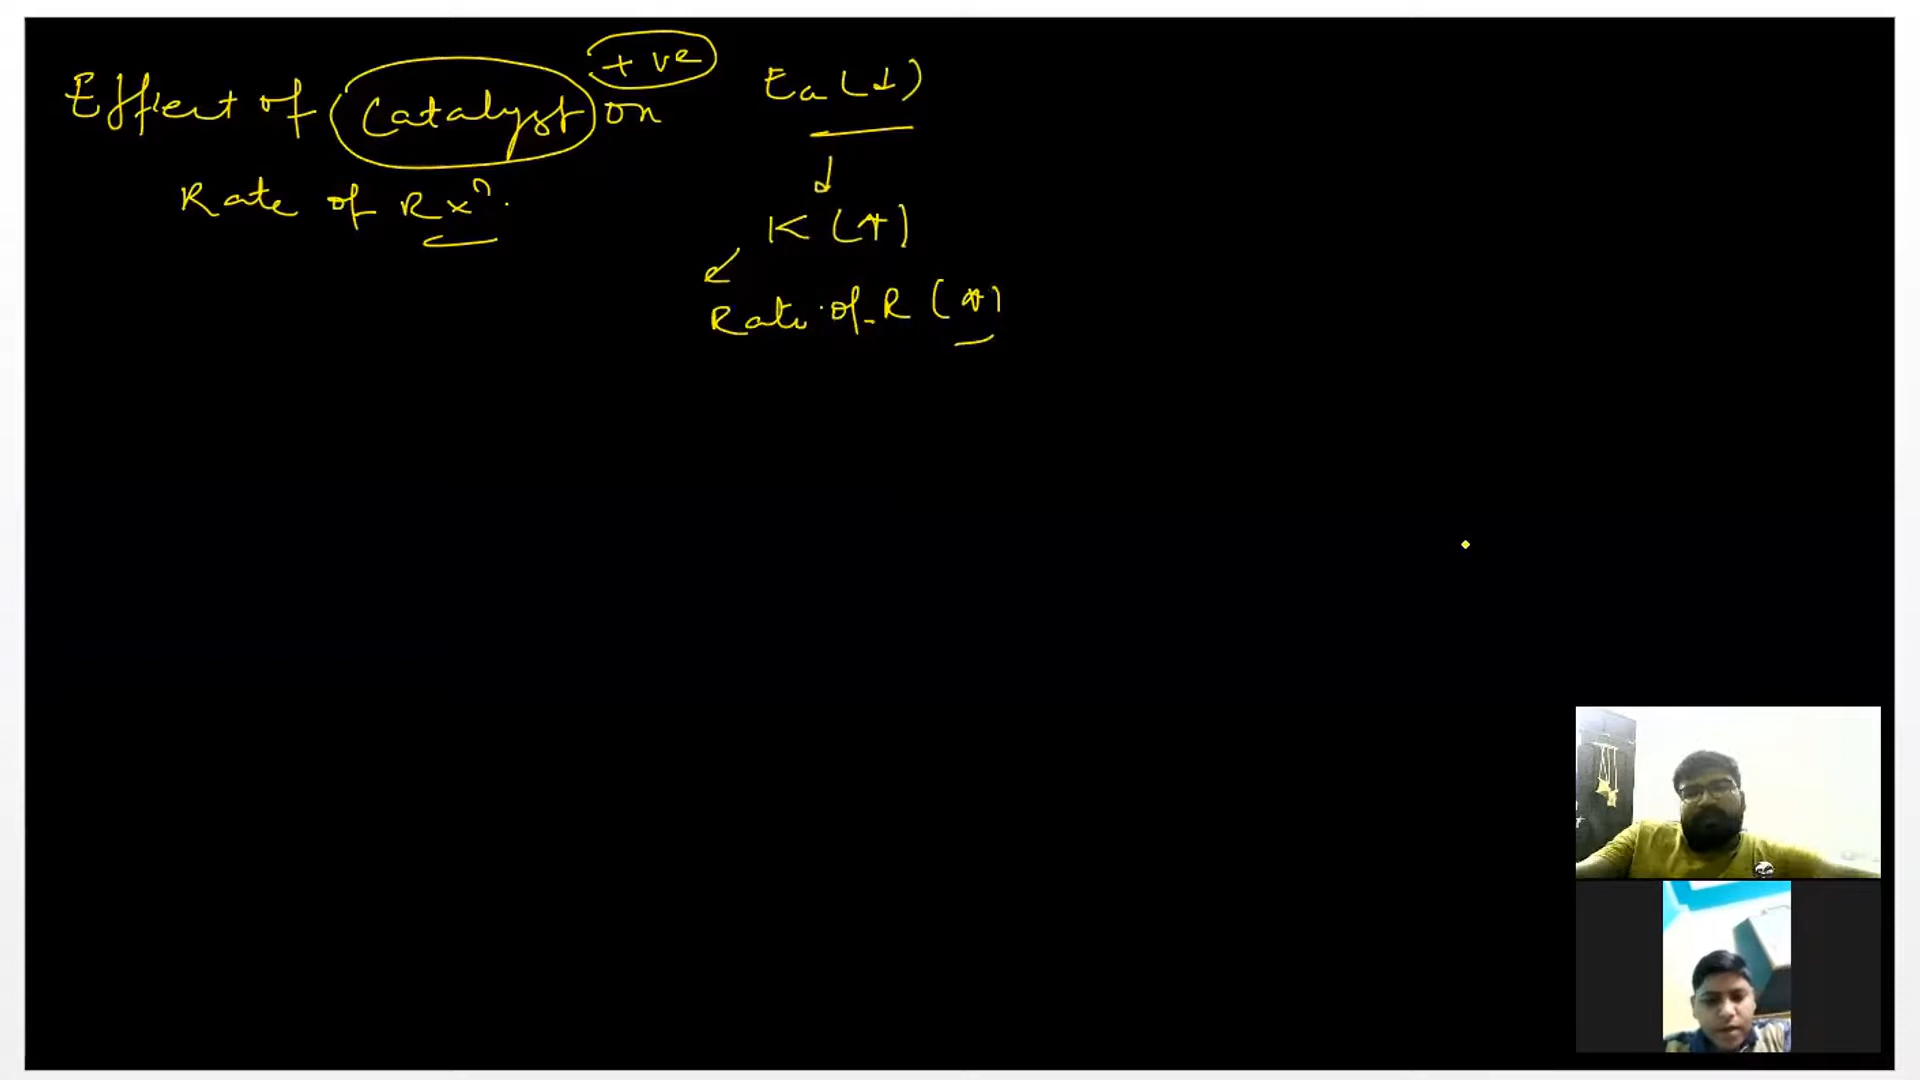 Effect of Catalyst on
+ve
Rate of Rxⁿ.
Ea (↓)
↓
K (↑)
↙
Rate of R (↑)